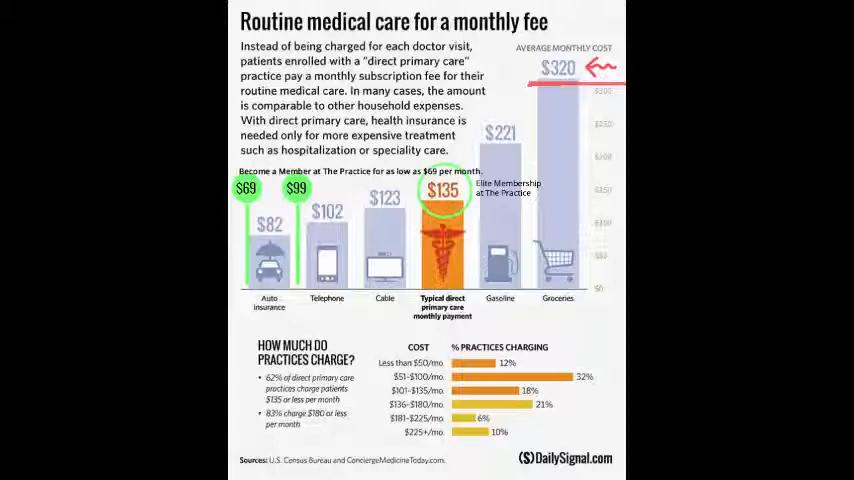 Routine medical care for a monthly fee
Instead of being charged for each doctor visit,
patients enrolled with a "direct primary care"
practice pay a monthly subscription fee for their
routine medical care. In many cases, the amount
is comparable to other household expenses.
With direct primary care, health insurance is
needed only for more expensive treatment
such as hospitalization or speciality care.
AVERAGE MONTHLY COST
$320
$300
$250
$221
$200
Become a Member at The Practice for as low as $69 per month.
$69
$99
$135
Elite Membership
at The Practice
$150
$123
$102
$82
$100
$50
$0
Auto
insurance
Telephone
Cable
Typical direct
primary care
monthly payment
Gasoline
Groceries
HOW MUCH DO
PRACTICES CHARGE?
• 62% of direct primary care
practices charge patients
$135 or less per month
• 83% charge $180 or less
per month
COST % PRACTICES CHARGING
Less than $50/mo. 12%
$51-$100/mo. 32%
$101-$135/mo. 18%
$136-$180/mo. 21%
$181-$225/mo. 6%
$225+/mo. 10%
Sources: U.S. Census Bureau and ConciergeMedicineToday.com.
($) DailySignal.com